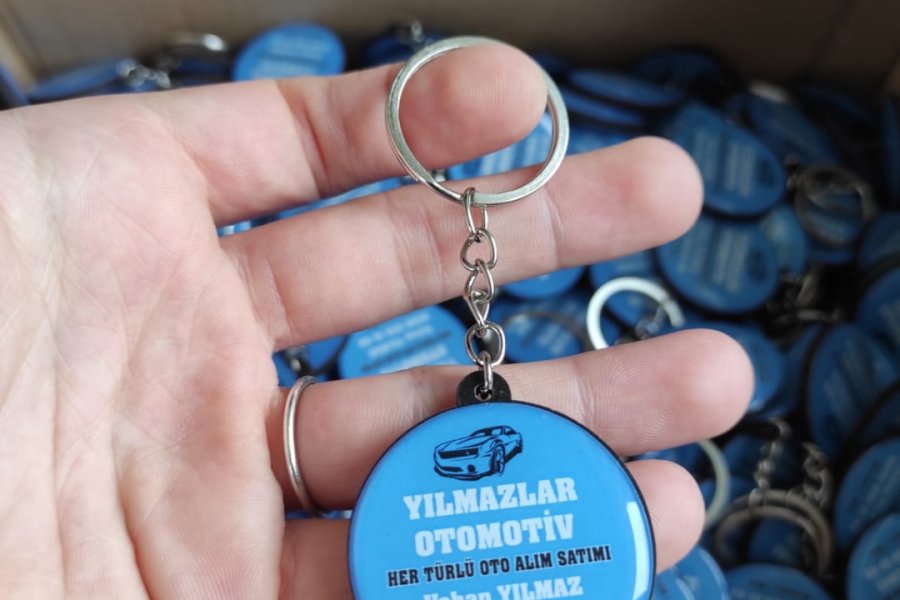 YILMAZLAR
OTOMOTİV
HER TÜRLÜ OTO ALIM SATIMI
YILMAZ